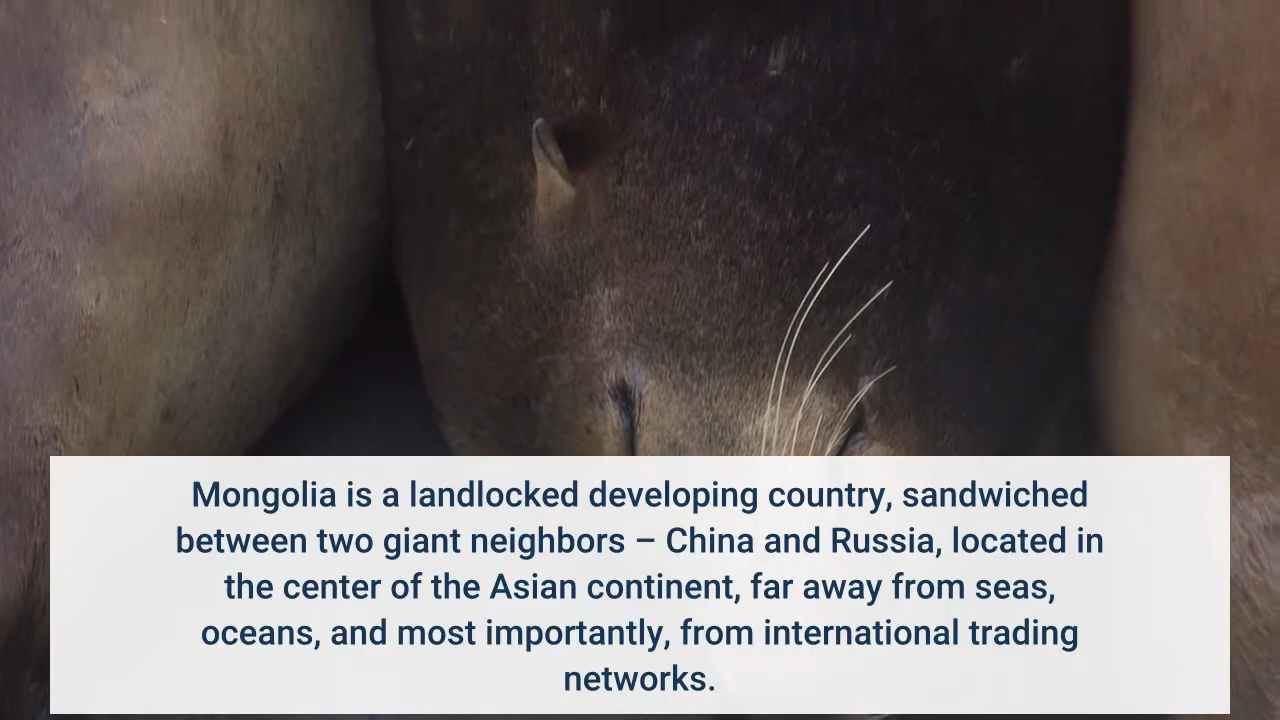 Mongolia is a landlocked developing country, sandwiched
between two giant neighbors – China and Russia, located in
the center of the Asian continent, far away from seas,
oceans, and most importantly, from international trading
networks.